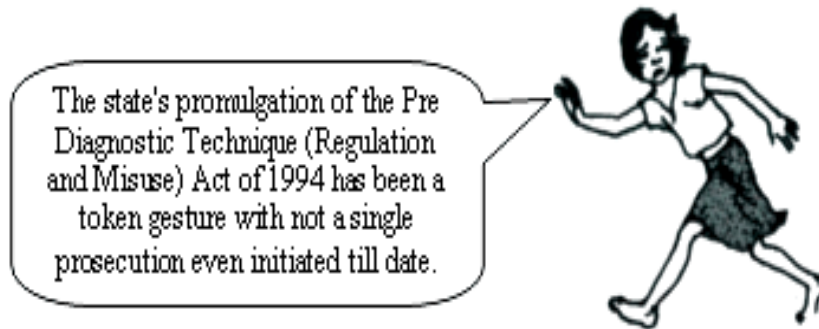 The state's promulgation of the Pre
Diagnostic Technique (Regulation
and Misuse) Act of 1994 has been a
token gesture with not a single
prosecution even initiated till date.